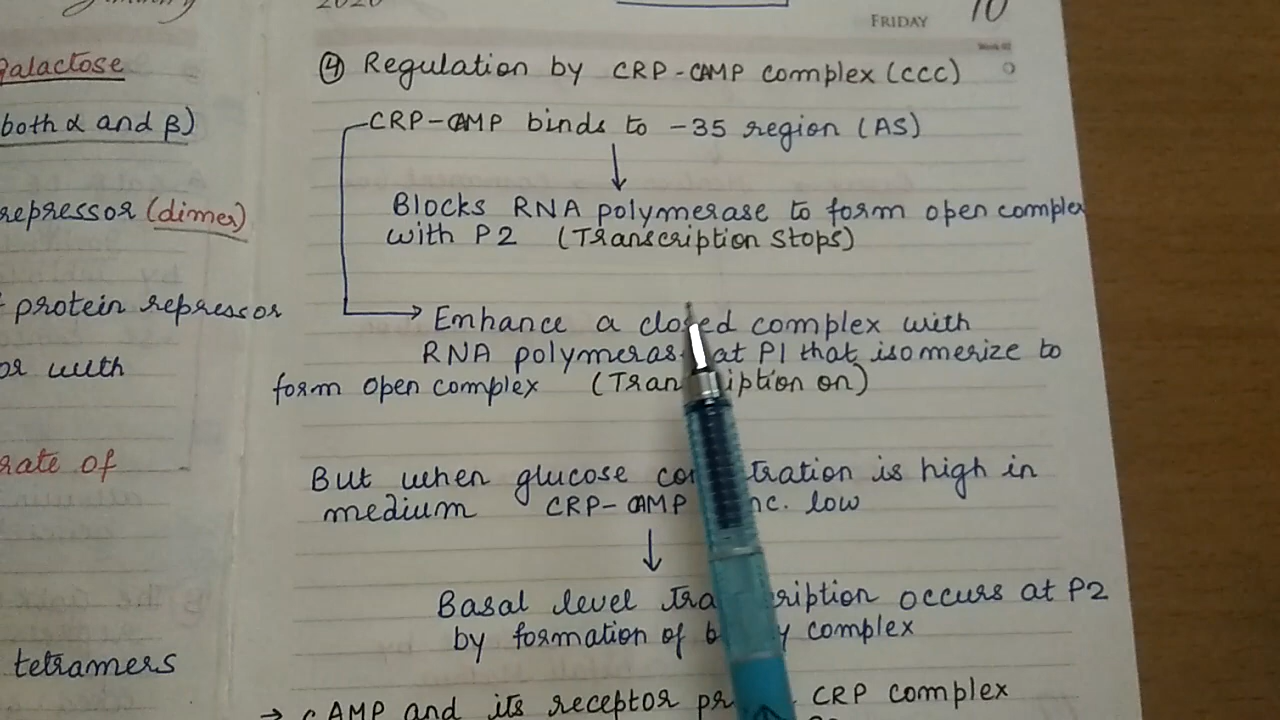 January
2020
FRIDAY 10
galactose
both α and β)
repressor (dimer)
protein repressor
or with
rate of
tetramers
④ Regulation by CRP-CAMP complex (CCC)
CRP-CAMP binds to -35 region (AS)
Blocks RNA polymerase to form open complex
with P2 (Transcription stops)
Enhance a closed complex with
RNA polymeras at P1 that isomerize to
form open complex (Tran iption on)
But when glucose co tration is high in
medium CRP-CAMP nc. low
Basal level tra ription occurs at P2
by formation of b y complex
→ CAMP and its receptor pr CRP complex